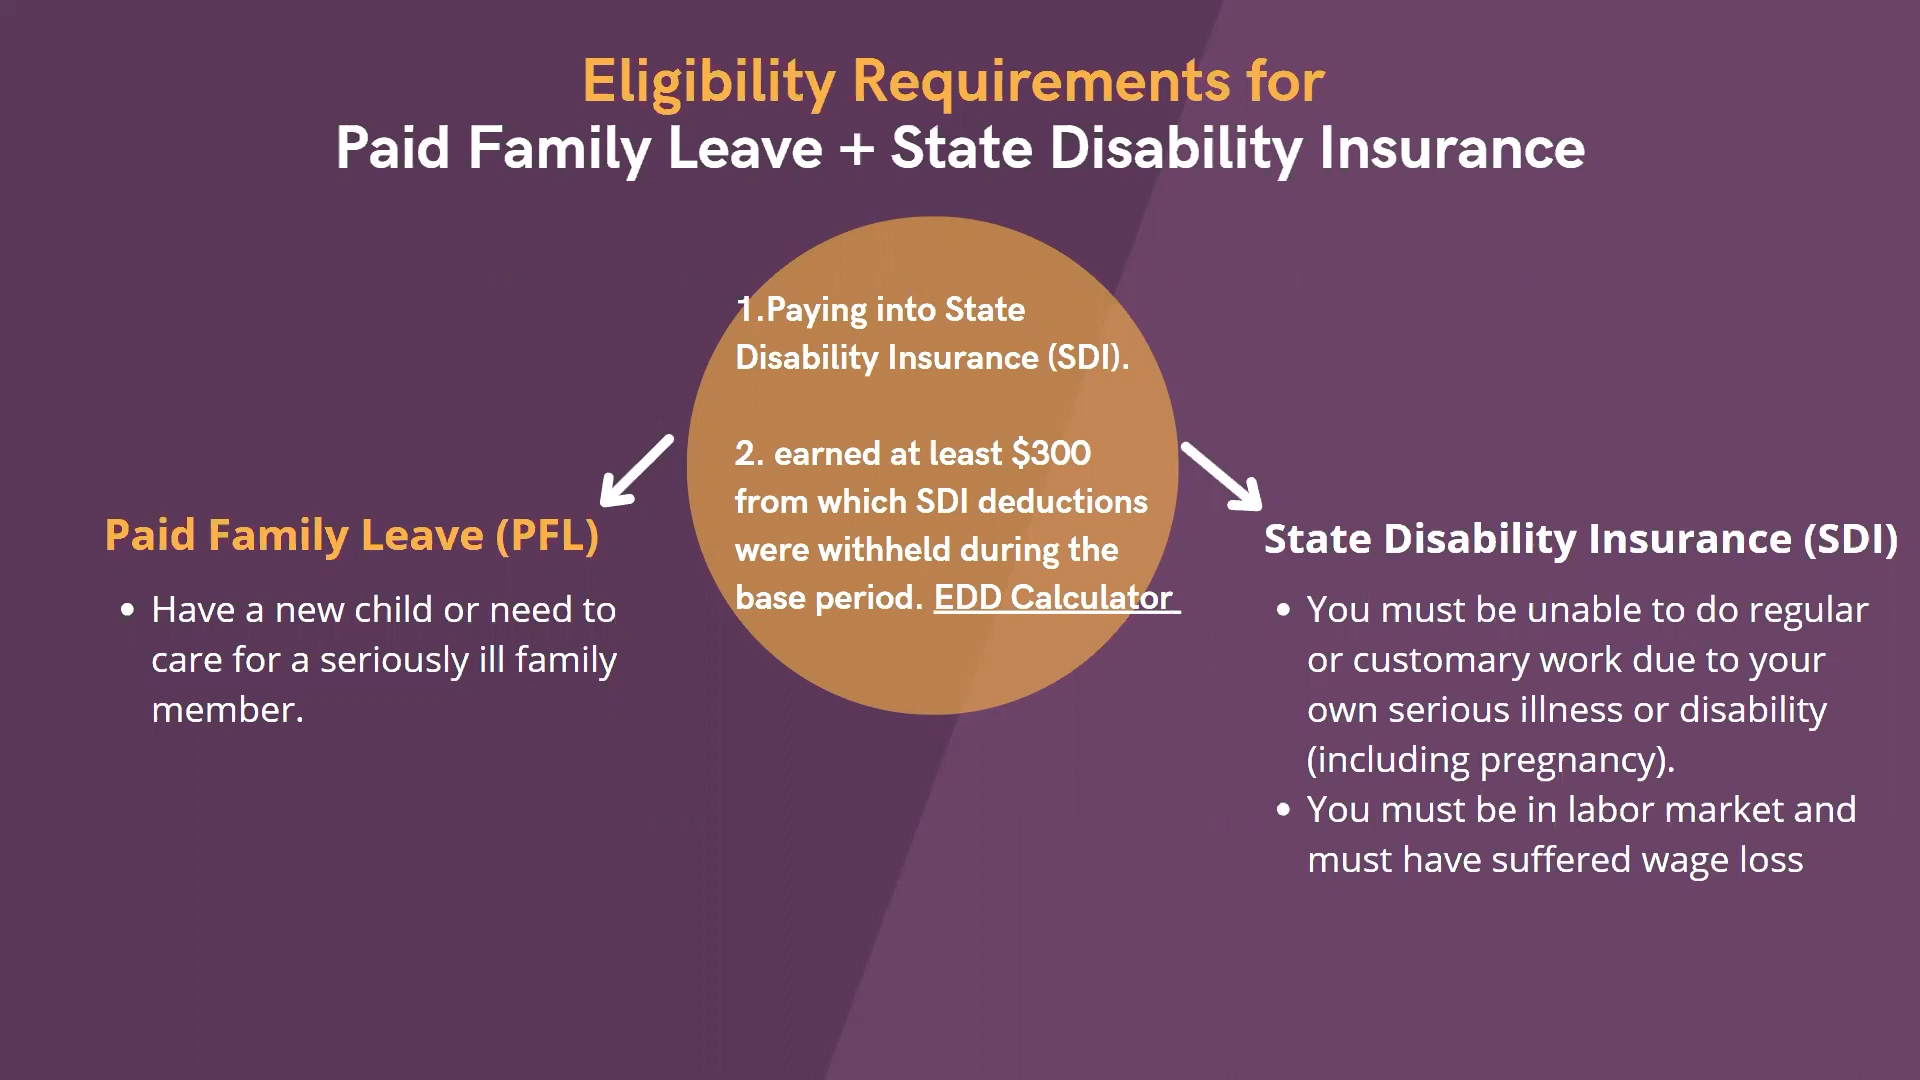 Eligibility Requirements for
Paid Family Leave + State Disability Insurance
1.Paying into State
Disability Insurance (SDI).
2. earned at least $300
from which SDI deductions
were withheld during the
base period. EDD Calculator
Paid Family Leave (PFL)
• Have a new child or need to
care for a seriously ill family
member.
State Disability Insurance (SDI)
• You must be unable to do regular
or customary work due to your
own serious illness or disability
(including pregnancy).
• You must be in labor market and
must have suffered wage loss